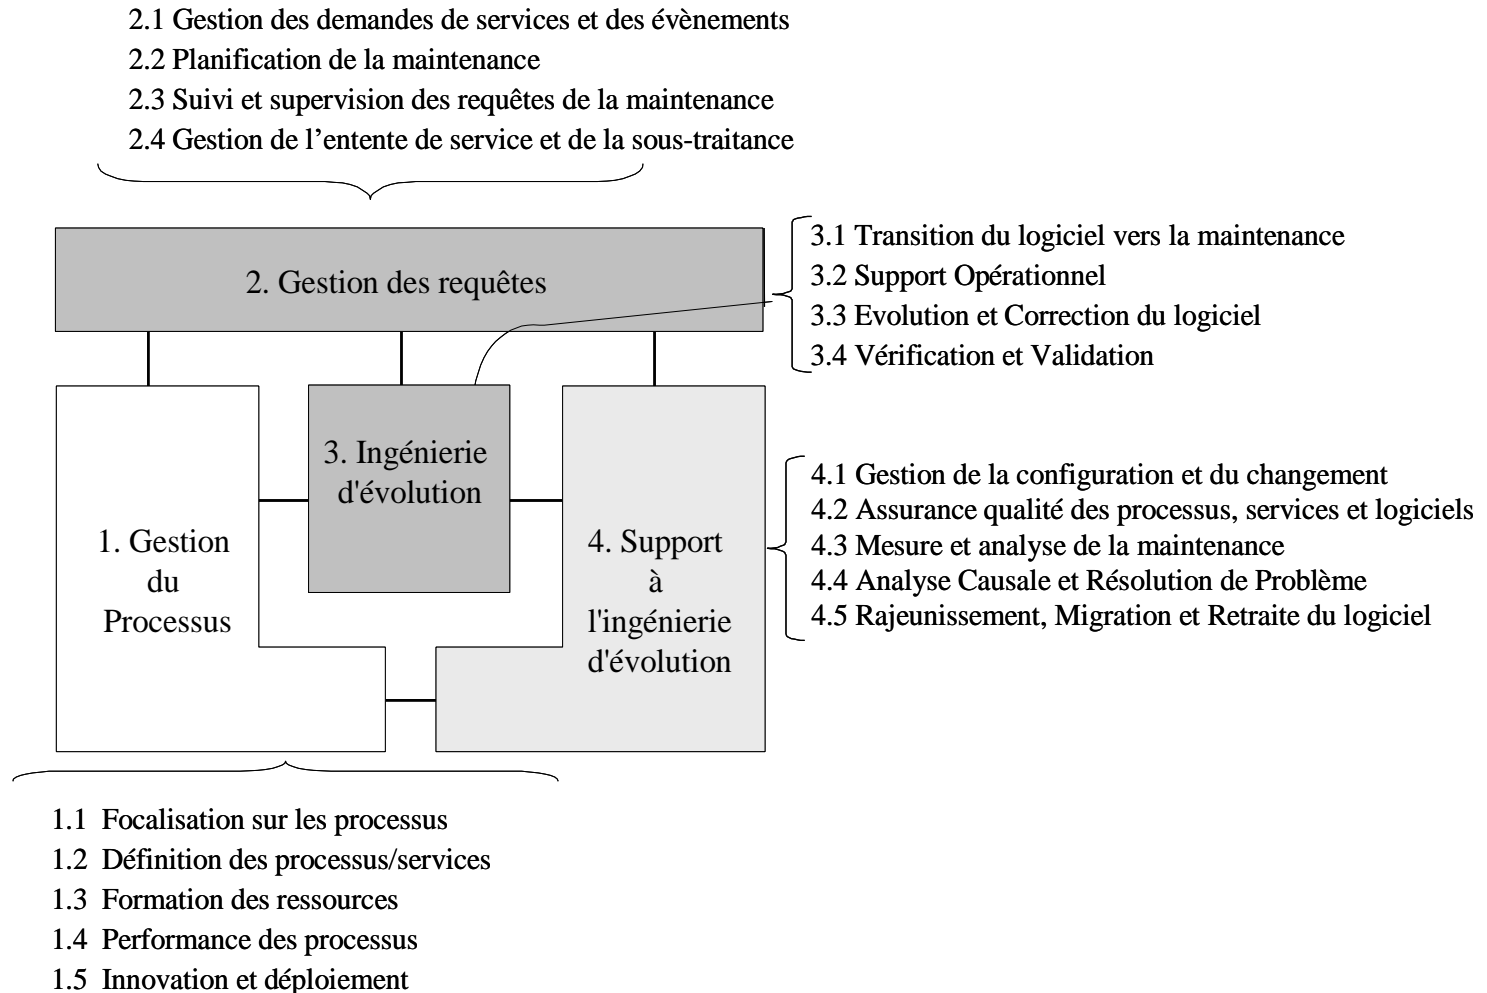 2.1 Gestion des demandes de services et des évènements
2.2 Planification de la maintenance
2.3 Suivi et supervision des requêtes de la maintenance
2.4 Gestion de l’entente de service et de la sous-traitance
2. Gestion des requêtes
3.1 Transition du logiciel vers la maintenance
3.2 Support Opérationnel
3.3 Evolution et Correction du logiciel
3.4 Vérification et Validation
3. Ingénierie
d'évolution
1. Gestion
du
Processus
4. Support
à
l'ingénierie
d'évolution
4.1 Gestion de la configuration et du changement
4.2 Assurance qualité des processus, services et logiciels
4.3 Mesure et analyse de la maintenance
4.4 Analyse Causale et Résolution de Problème
4.5 Rajeunissement, Migration et Retraite du logiciel
1.1 Focalisation sur les processus
1.2 Définition des processus/services
1.3 Formation des ressources
1.4 Performance des processus
1.5 Innovation et déploiement